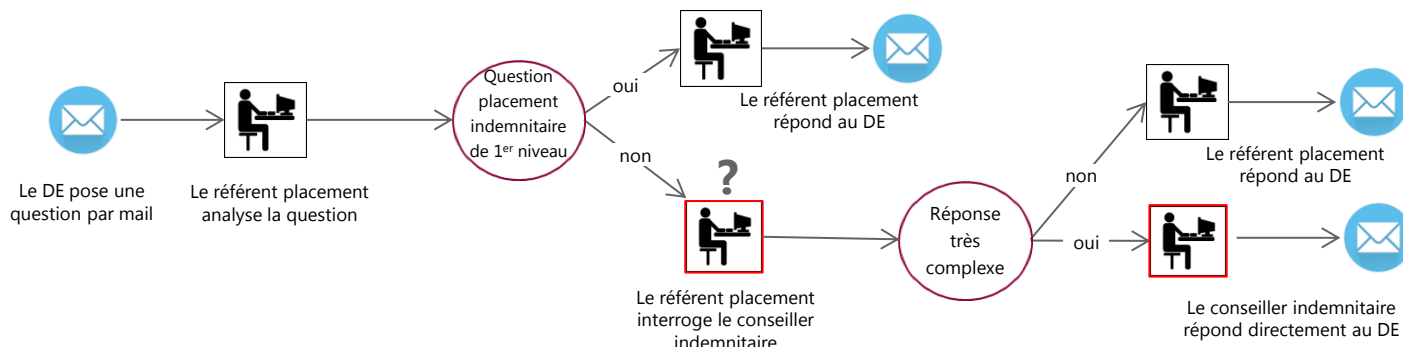 Le DE pose une
question par mail
Le référent placement
analyse la question
Question
placement
indemnitaire
de 1er niveau
oui
non
Le référent placement
répond au DE
?
Le référent placement
interroge le conseiller
indemnitaire
Réponse
très
complexe
non
oui
Le référent placement
répond au DE
Le conseiller indemnitaire
répond directement au DE